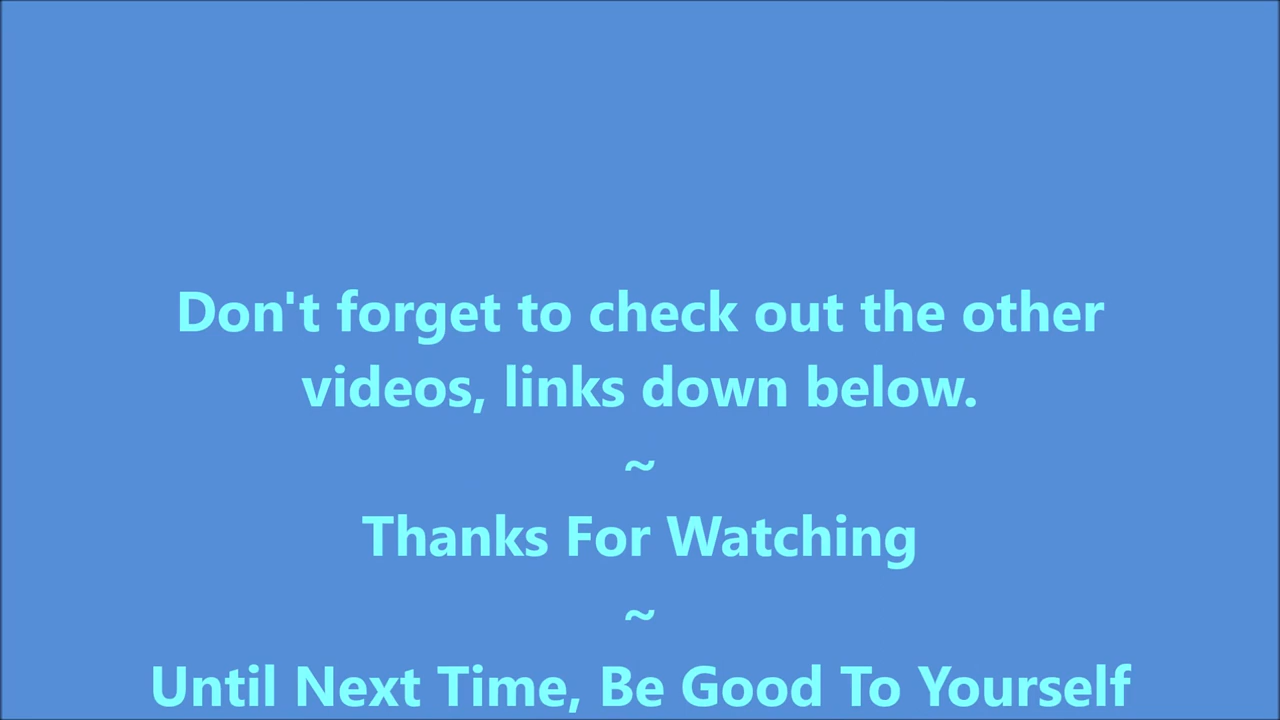 Don't forget to check out the other
videos, links down below.
~
Thanks For Watching
~
Until Next Time, Be Good To Yourself